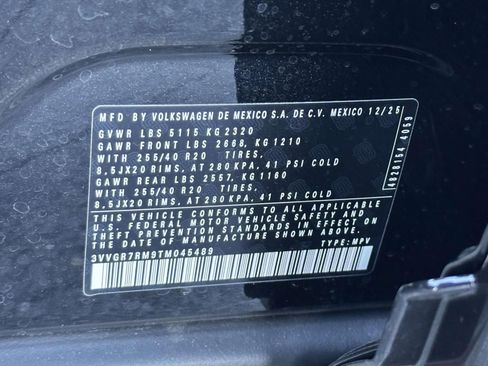 MFD BY VOLKSWAGEN DE MEXICO S.A. DE C.V. MEXICO 12/25
GVWR LBS 5115 KG 2320
GAWR FRONT LBS 2668, KG 1210
WITH 255/40 R20 TIRES,
8,5JX20 RIMS, AT 280 KPA, 41 PSI COLD
GAWR REAR LBS 2557, KG 1160
WITH 255/40 R20 TIRES,
8,5JX20 RIMS, AT 280 KPA, 41 PSI COLD
THIS VEHICLE CONFORMS TO ALL APPLICABLE
U.S. FEDERAL MOTOR VEHICLE SAFETY AND
THEFT PREVENTION STANDARDS IN EFFECT ON
THE DATE OF MANUFACTURE SHOWN ABOVE.
3VVGR7RM9TM045489 TYPE: MPV
4928154 4059